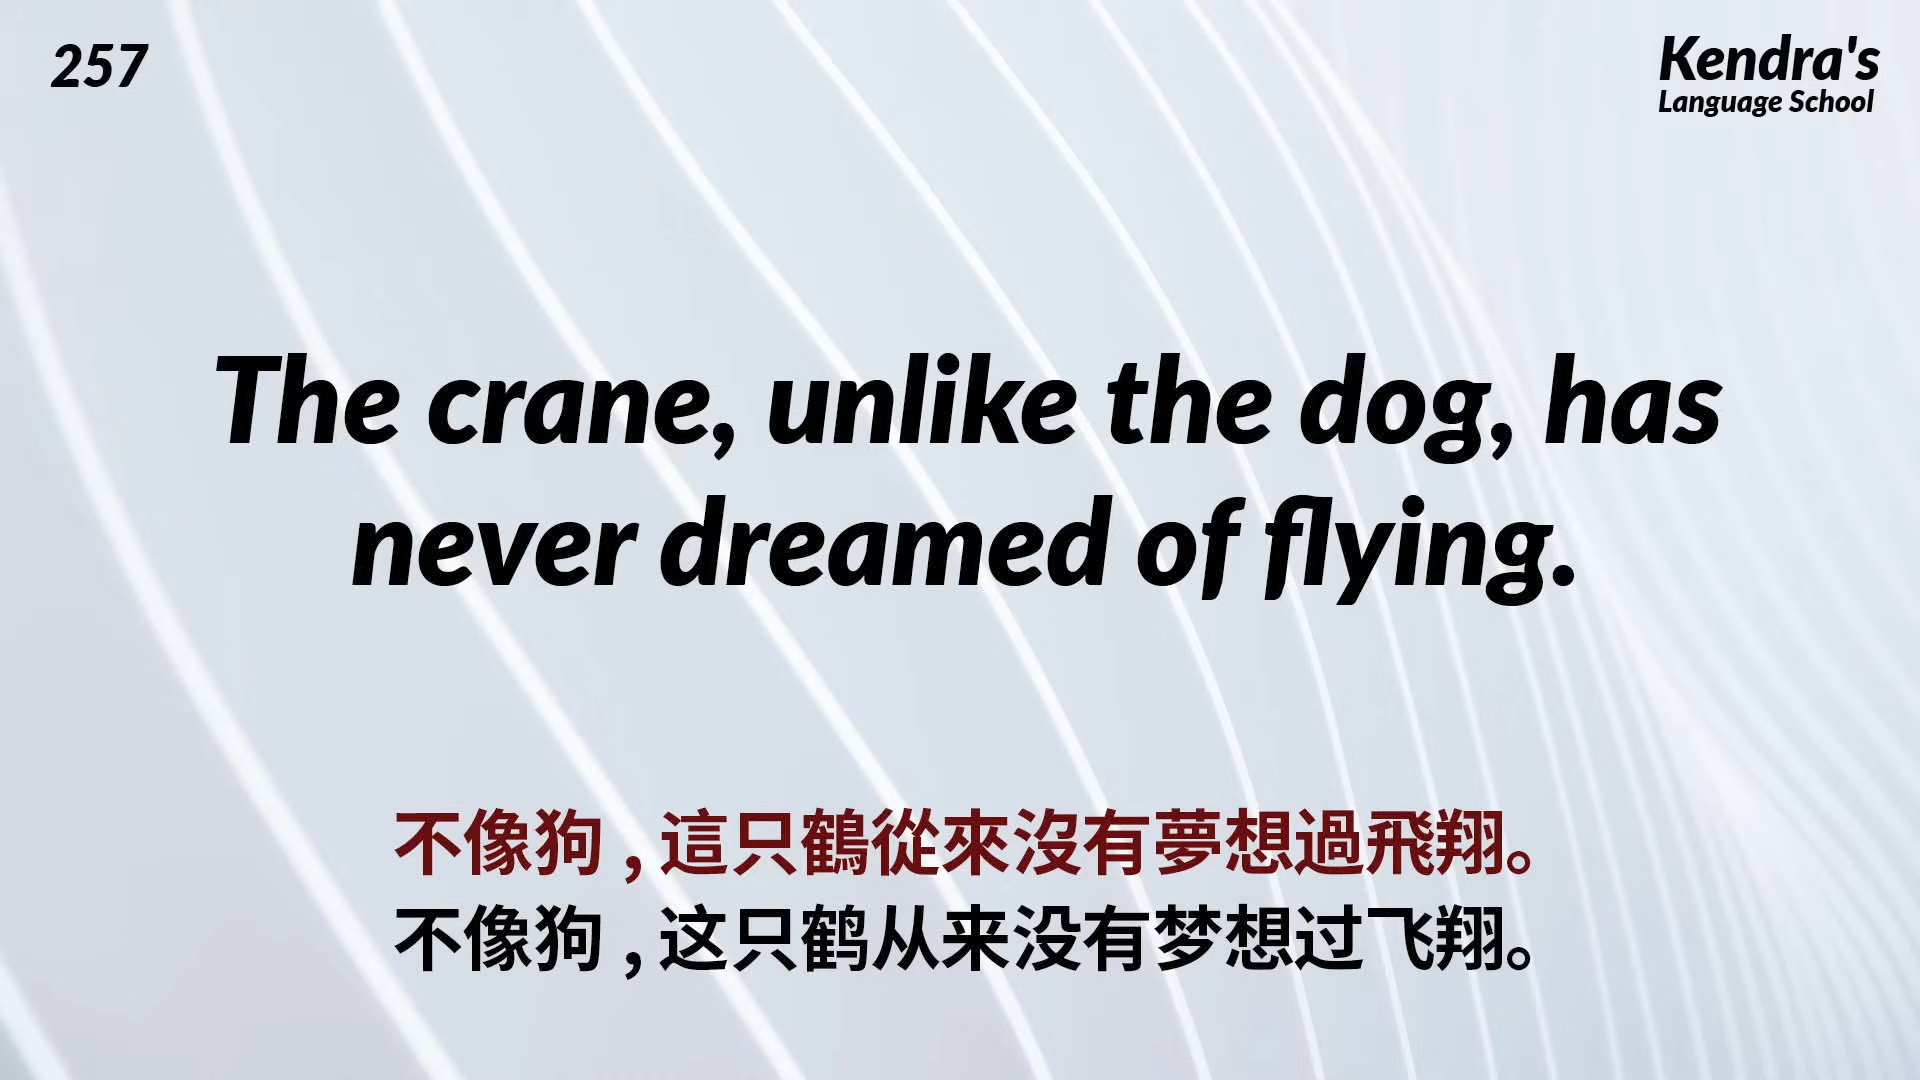 257
Kendra's
Language School
The crane, unlike the dog, has
never dreamed of flying.
不像狗 , 這只鶴從來沒有夢想過飛翔。
不像狗 , 这只鹤从来没有梦想过飞翔。